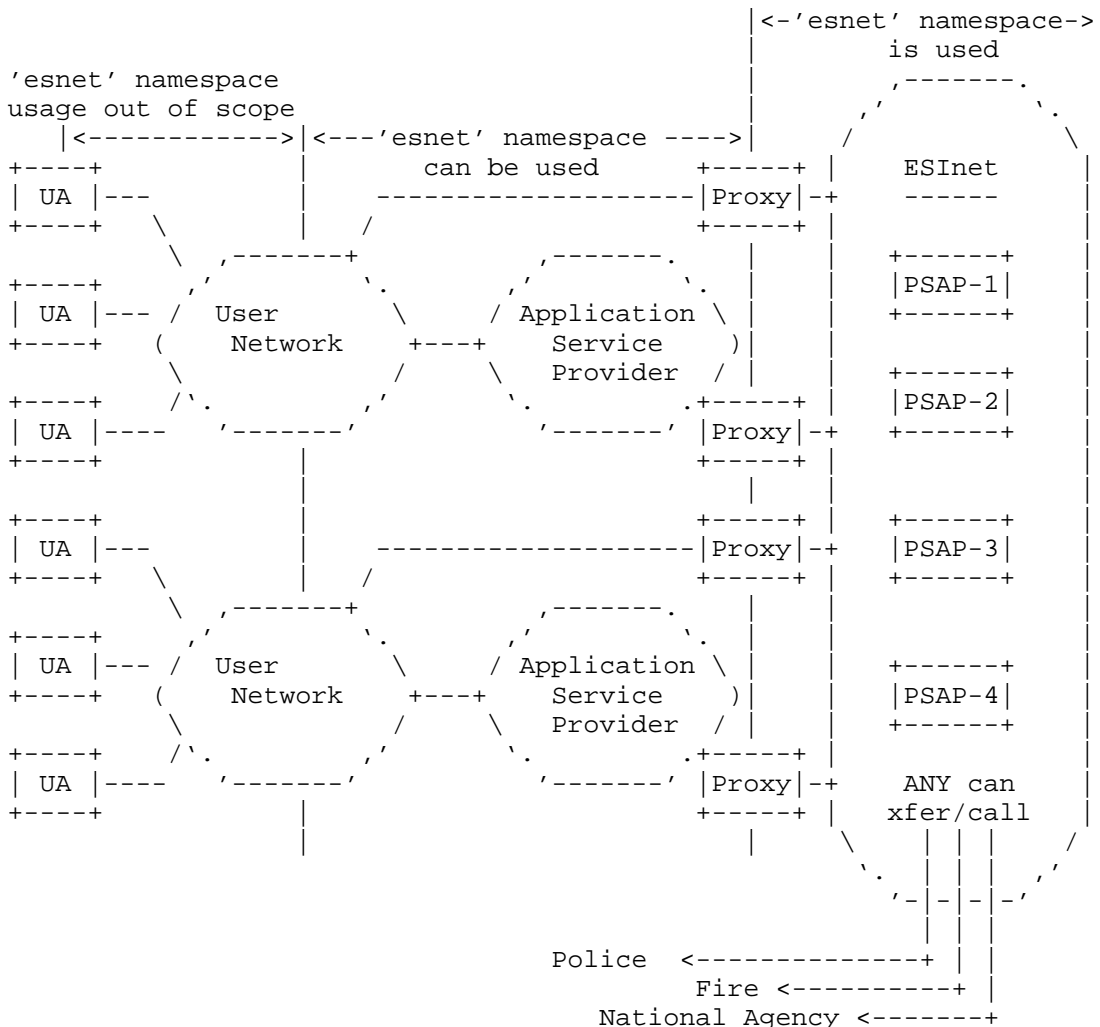 <-'esnet' namespace->
is used
'esnet' namespace
usage out of scope
<------------>|<---'esnet' namespace ---->
can be used
ESInet
------
UA
Proxy
PSAP-1
UA
User
Network
Application
Service
Provider
PSAP-2
UA
Proxy
UA
Proxy
PSAP-3
UA
User
Network
Application
Service
Provider
PSAP-4
UA
Proxy
ANY can
xfer/call
Police <--------------+
Fire <----------+
National Agency <-------+